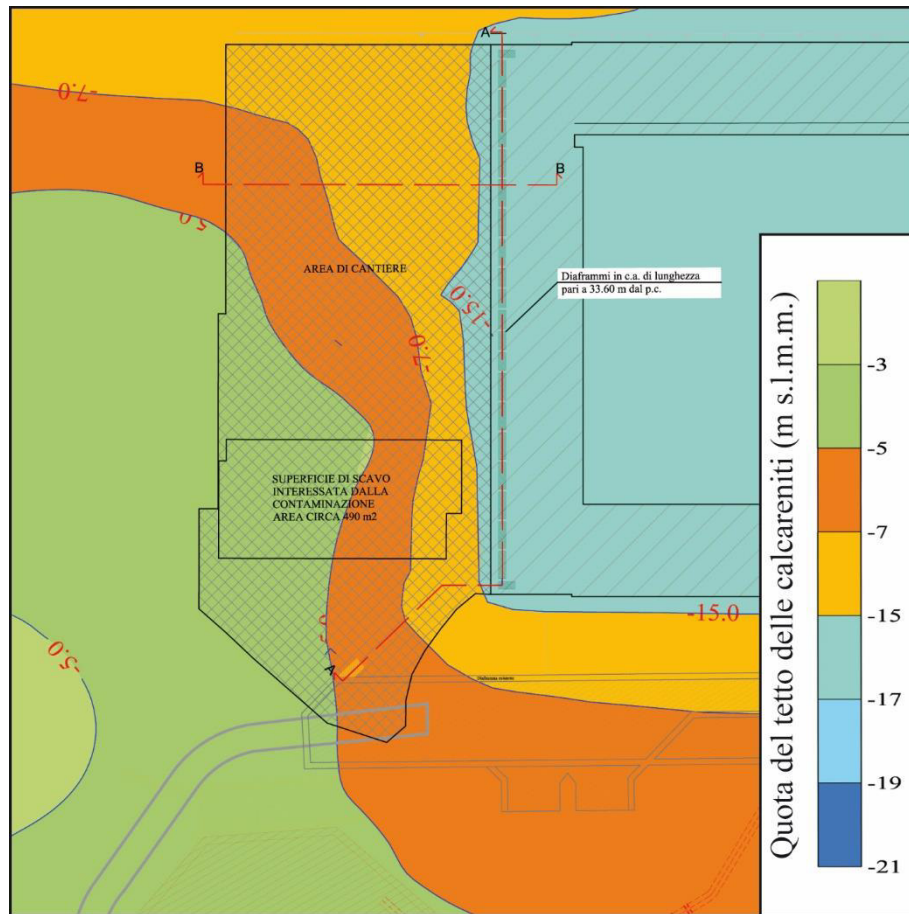 A
-7.0
B
B
5.0
AREA DI CANTIERE
Diaframmi in c.a. di lunghezza
pari a 33.60 m dal p.c.
-15.0
-7.0
SUPERFICIE DI SCAVO
INTERESSATA DALLA
CONTAMINAZIONE
AREA CIRCA 490 m2
-15.0
-5.0
A
Quota del tetto delle calcareniti (m s.l.m.m.)
-3
-5
-7
-15
-17
-19
-21